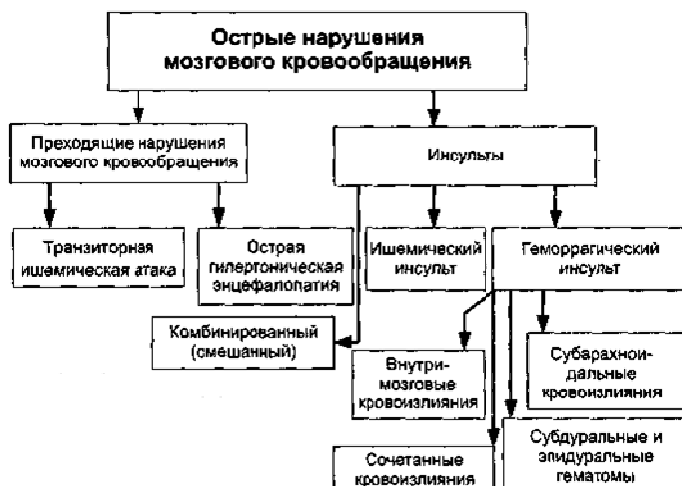 Острые нарушения
мозгового кровообращения
Преходящие нарушения
мозгового кровообращения
Инсульты
Транзиторная
ишемическая атака
Острая
гипертоническая
энцефалопатия
Ишемический
инсульт
Геморрагический
инсульт
Комбинированный
(смешанный)
Внутри-
мозговые
кровоизлияния
Субарахнои-
дальные
кровоизлияния
Сочетанные
кровоизлияния
Субдуральные и
эпидуральные
гематомы